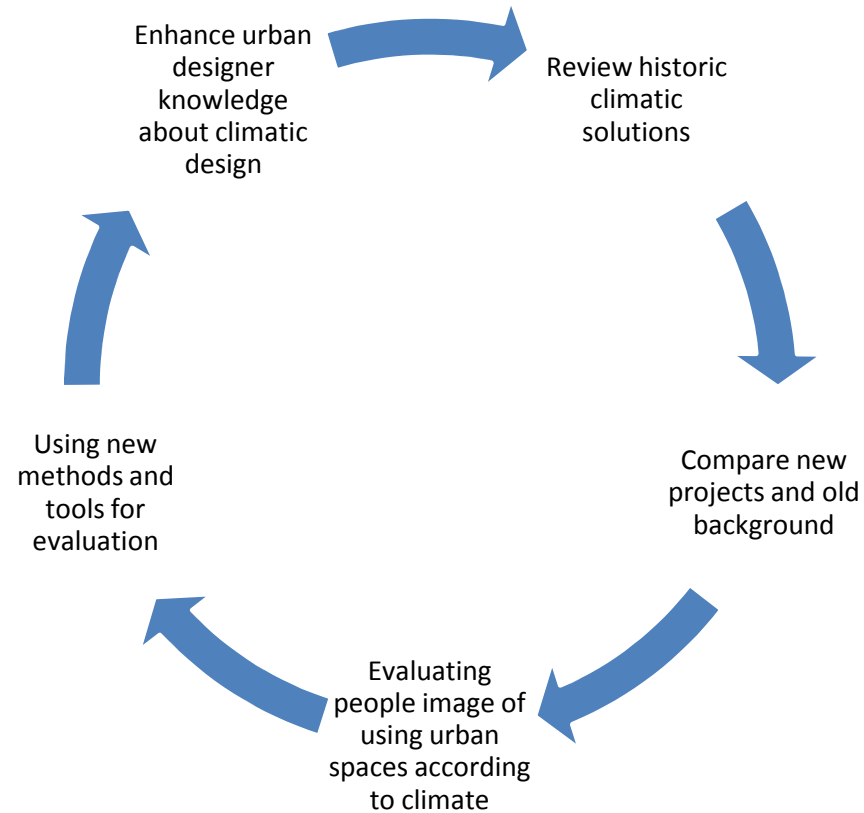 Enhance urban
designer
knowledge
about climatic
design
Review historic
climatic
solutions
Compare new
projects and old
background
Evaluating
people image of
using urban
spaces according
to climate
Using new
methods and
tools for
evaluation